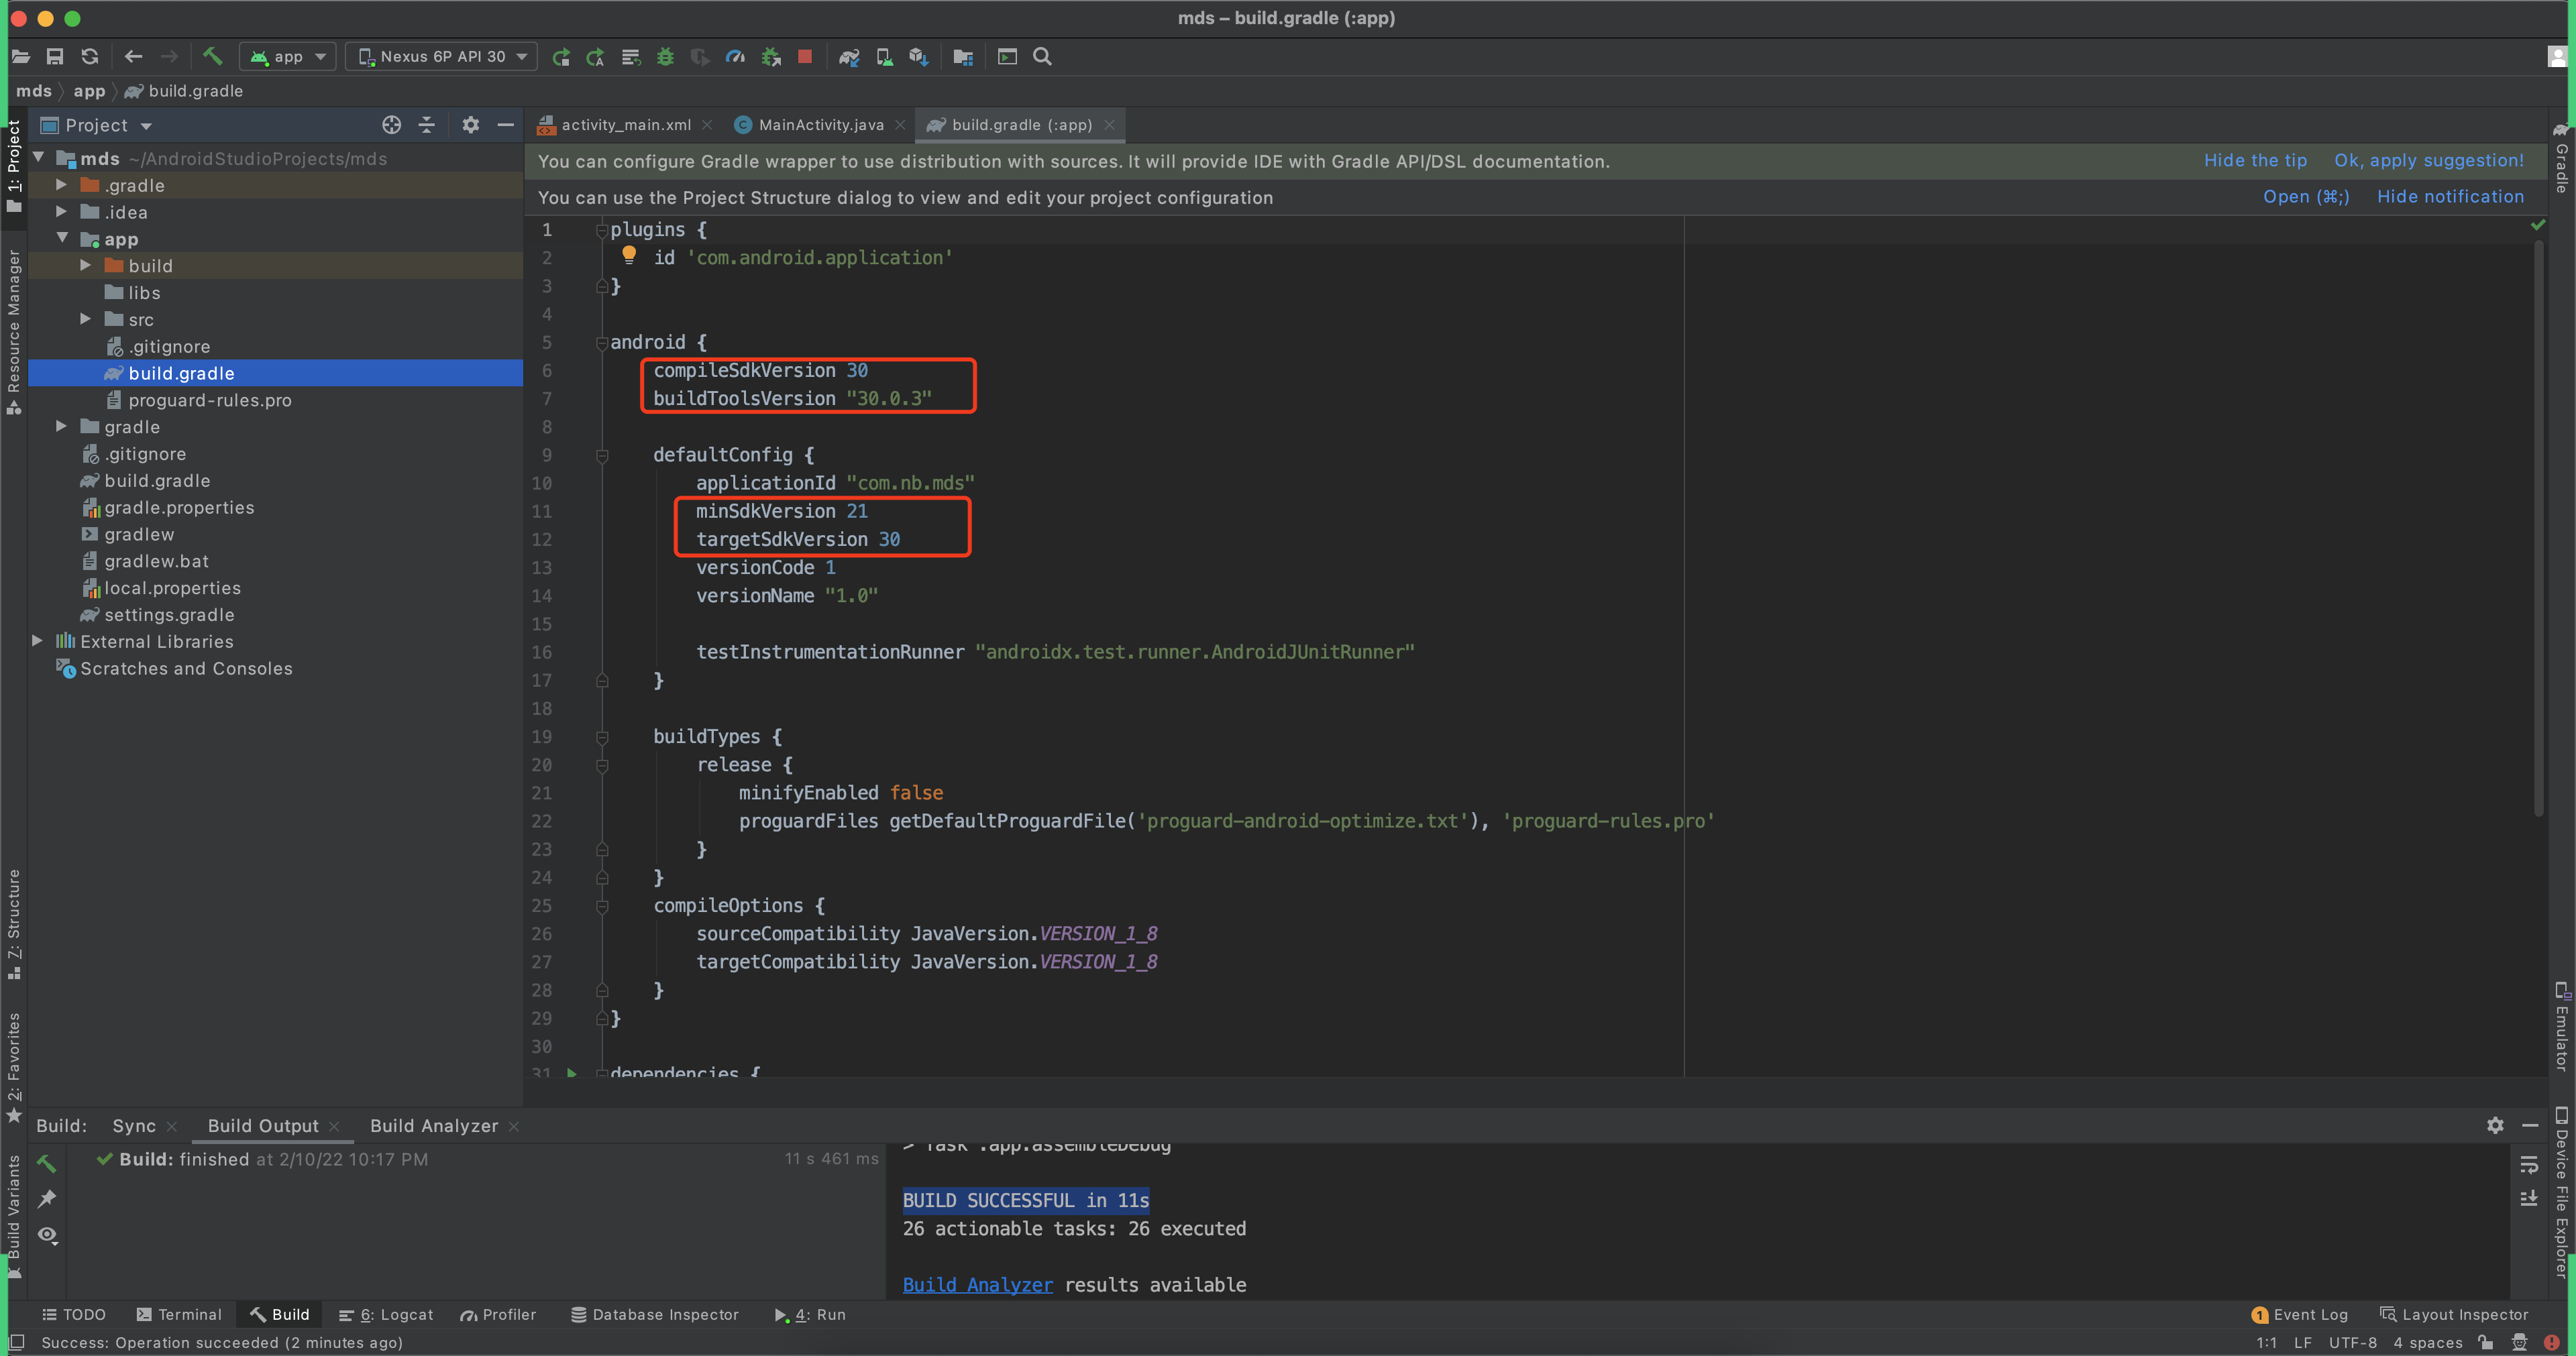 mds – build.gradle (:app)
app
Nexus 6P API 30
mds
app
build.gradle
Project
activity_main.xml
MainActivity.java
build.gradle (:app)
1: Project
Resource Manager
7: Structure
2: Favorites
Build Variants
mds ~/AndroidStudioProjects/mds
.gradle
.idea
app
build
libs
src
.gitignore
build.gradle
proguard-rules.pro
gradle
.gitignore
build.gradle
gradle.properties
gradlew
gradlew.bat
local.properties
settings.gradle
External Libraries
Scratches and Consoles
You can configure Gradle wrapper to use distribution with sources. It will provide IDE with Gradle API/DSL documentation. Hide the tip Ok, apply suggestion!
You can use the Project Structure dialog to view and edit your project configuration Open (⌘;) Hide notification
1 plugins {
2 id 'com.android.application'
3 }
4
5 android {
6 compileSdkVersion 30
7 buildToolsVersion "30.0.3"
8
9 defaultConfig {
10 applicationId "com.nb.mds"
11 minSdkVersion 21
12 targetSdkVersion 30
13 versionCode 1
14 versionName "1.0"
15
16 testInstrumentationRunner "androidx.test.runner.AndroidJUnitRunner"
17 }
18
19 buildTypes {
20 release {
21 minifyEnabled false
22 proguardFiles getDefaultProguardFile('proguard-android-optimize.txt'), 'proguard-rules.pro'
23 }
24 }
25 compileOptions {
26 sourceCompatibility JavaVersion.VERSION_1_8
27 targetCompatibility JavaVersion.VERSION_1_8
28 }
29 }
30
31 dependencies {
Gradle
Emulator
Device File Explorer
Build: Sync Build Output Build Analyzer
Build: finished at 2/10/22 10:17 PM 11 s 461 ms
> Task :app:assembleDebug
BUILD SUCCESSFUL in 11s
26 actionable tasks: 26 executed
Build Analyzer results available
TODO Terminal Build 6: Logcat Profiler Database Inspector 4: Run 1 Event Log Layout Inspector
Success: Operation succeeded (2 minutes ago) 1:1 LF UTF-8 4 spaces